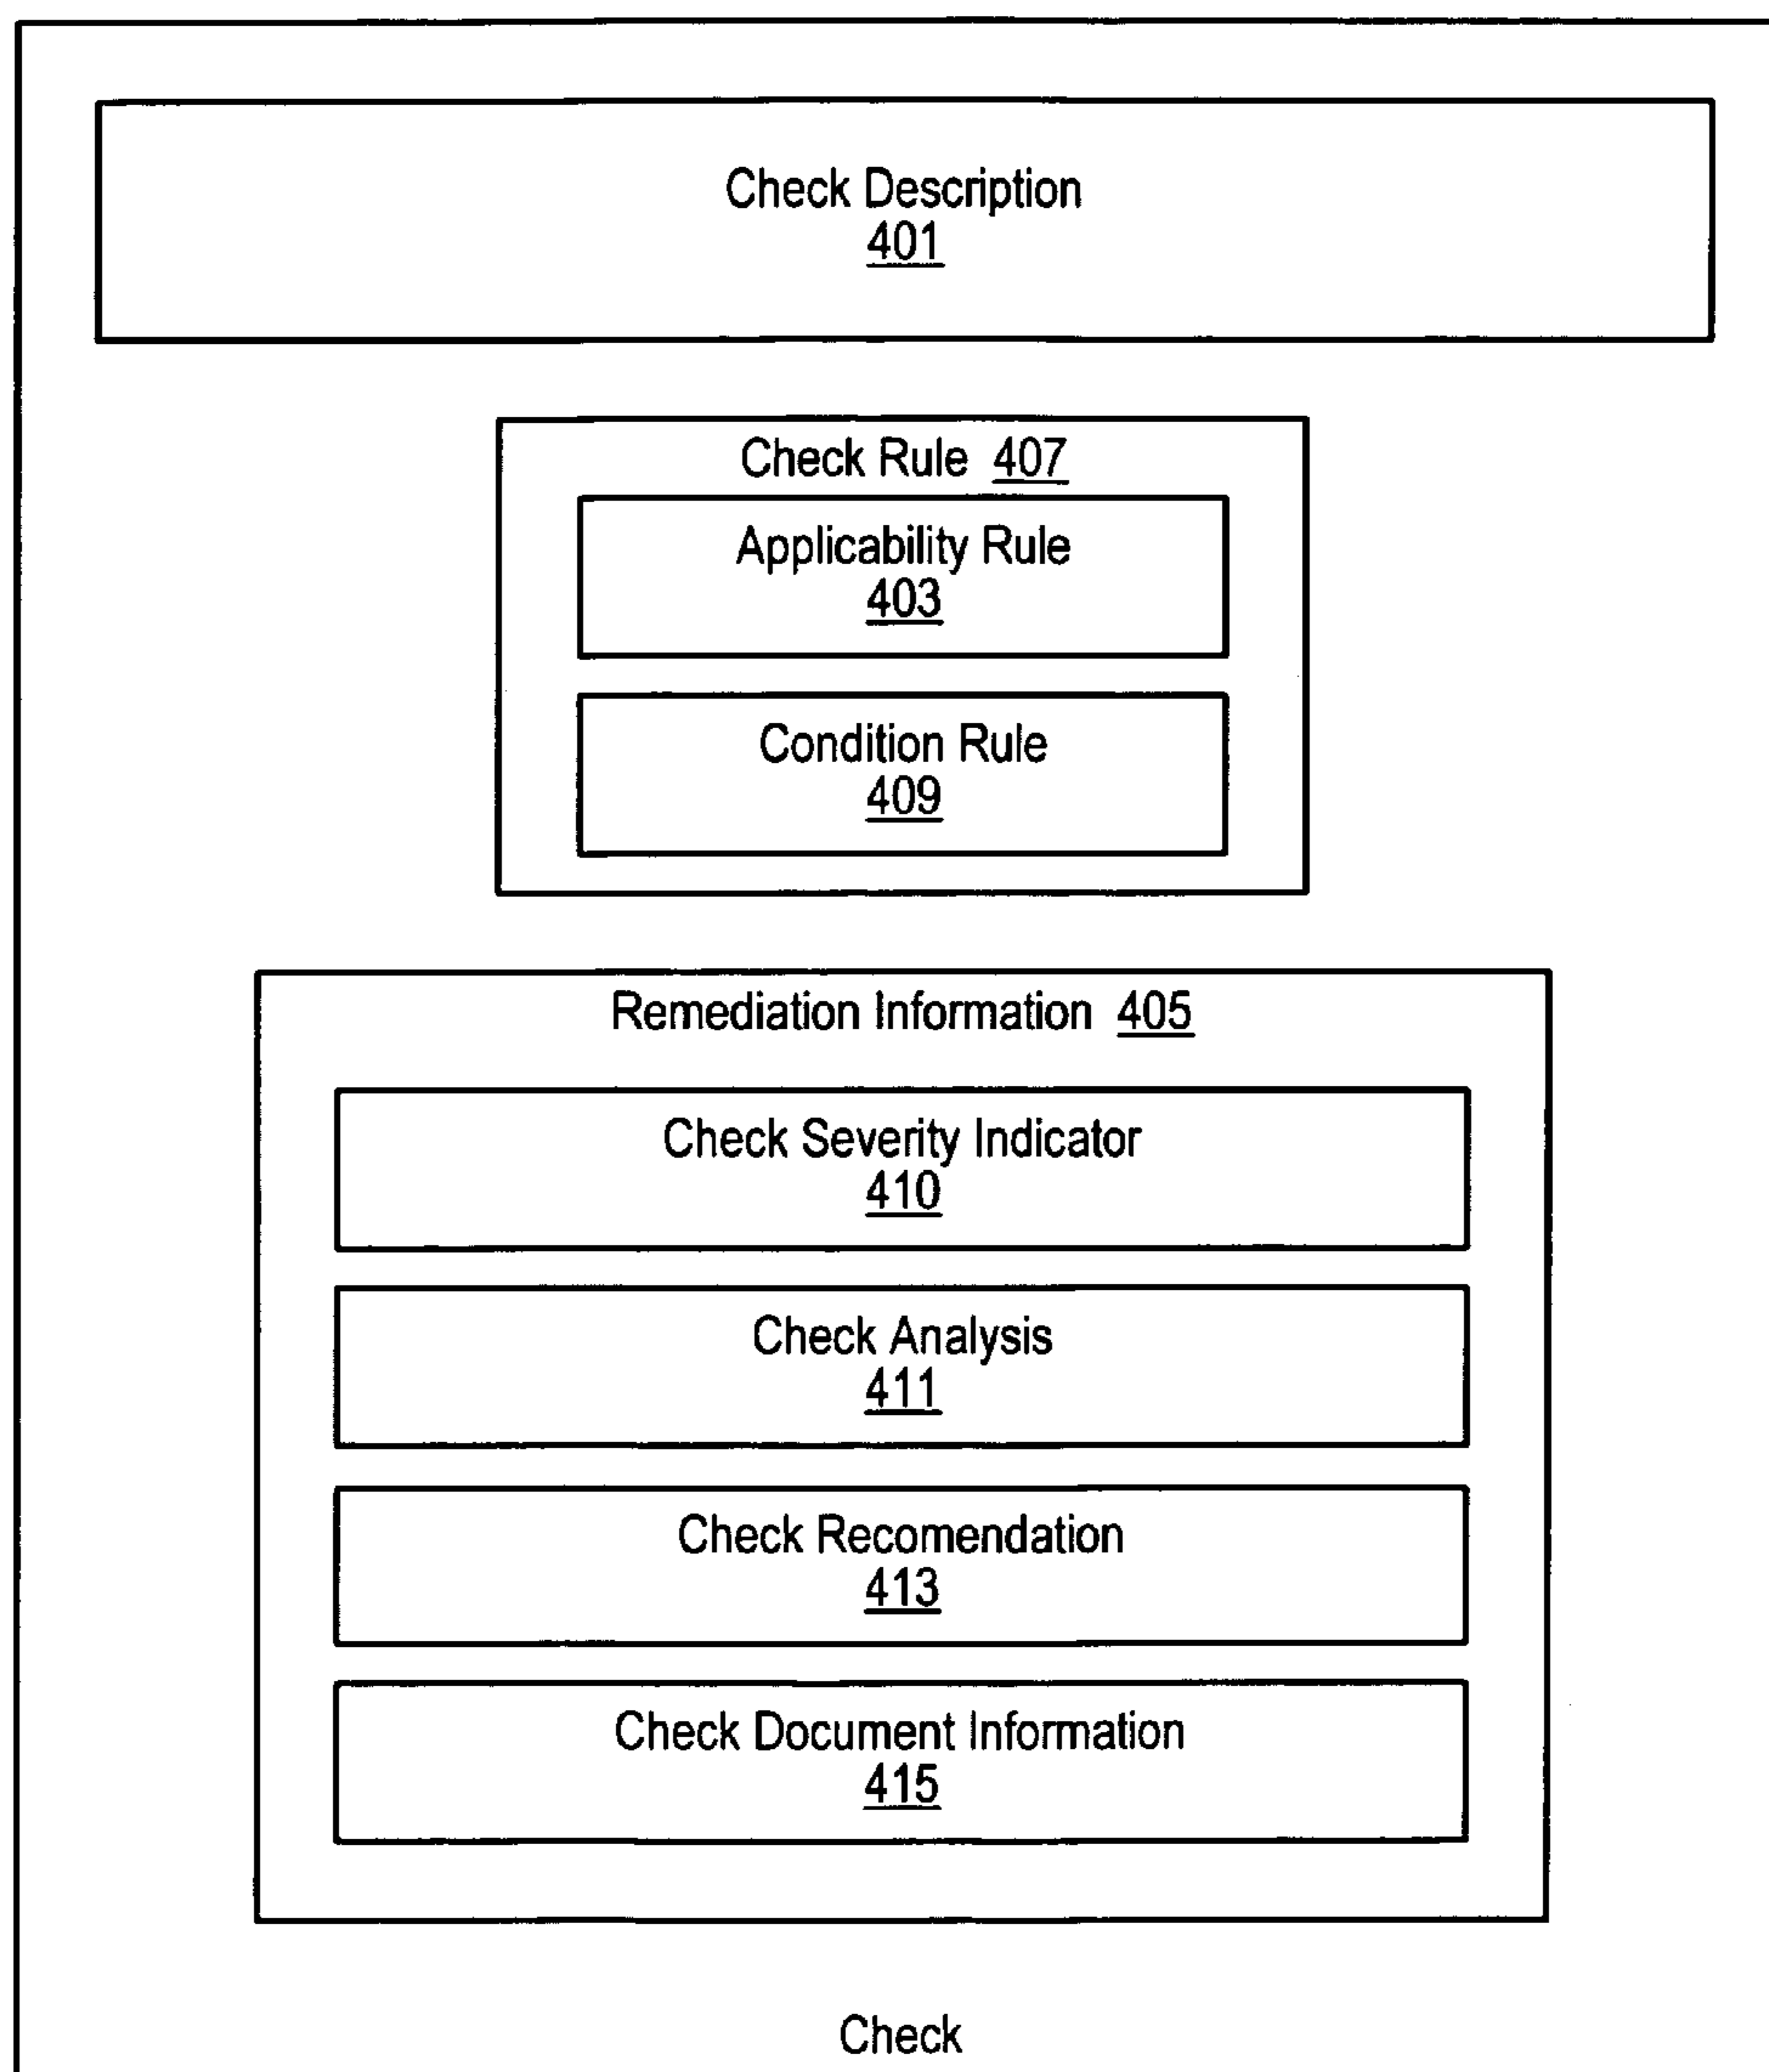 Check Description
401
Check Rule 407
Applicability Rule
403
Condition Rule
409
Remediation Information 405
Check Severity Indicator
410
Check Analysis
411
Check Recomendation
413
Check Document Information
415
Check